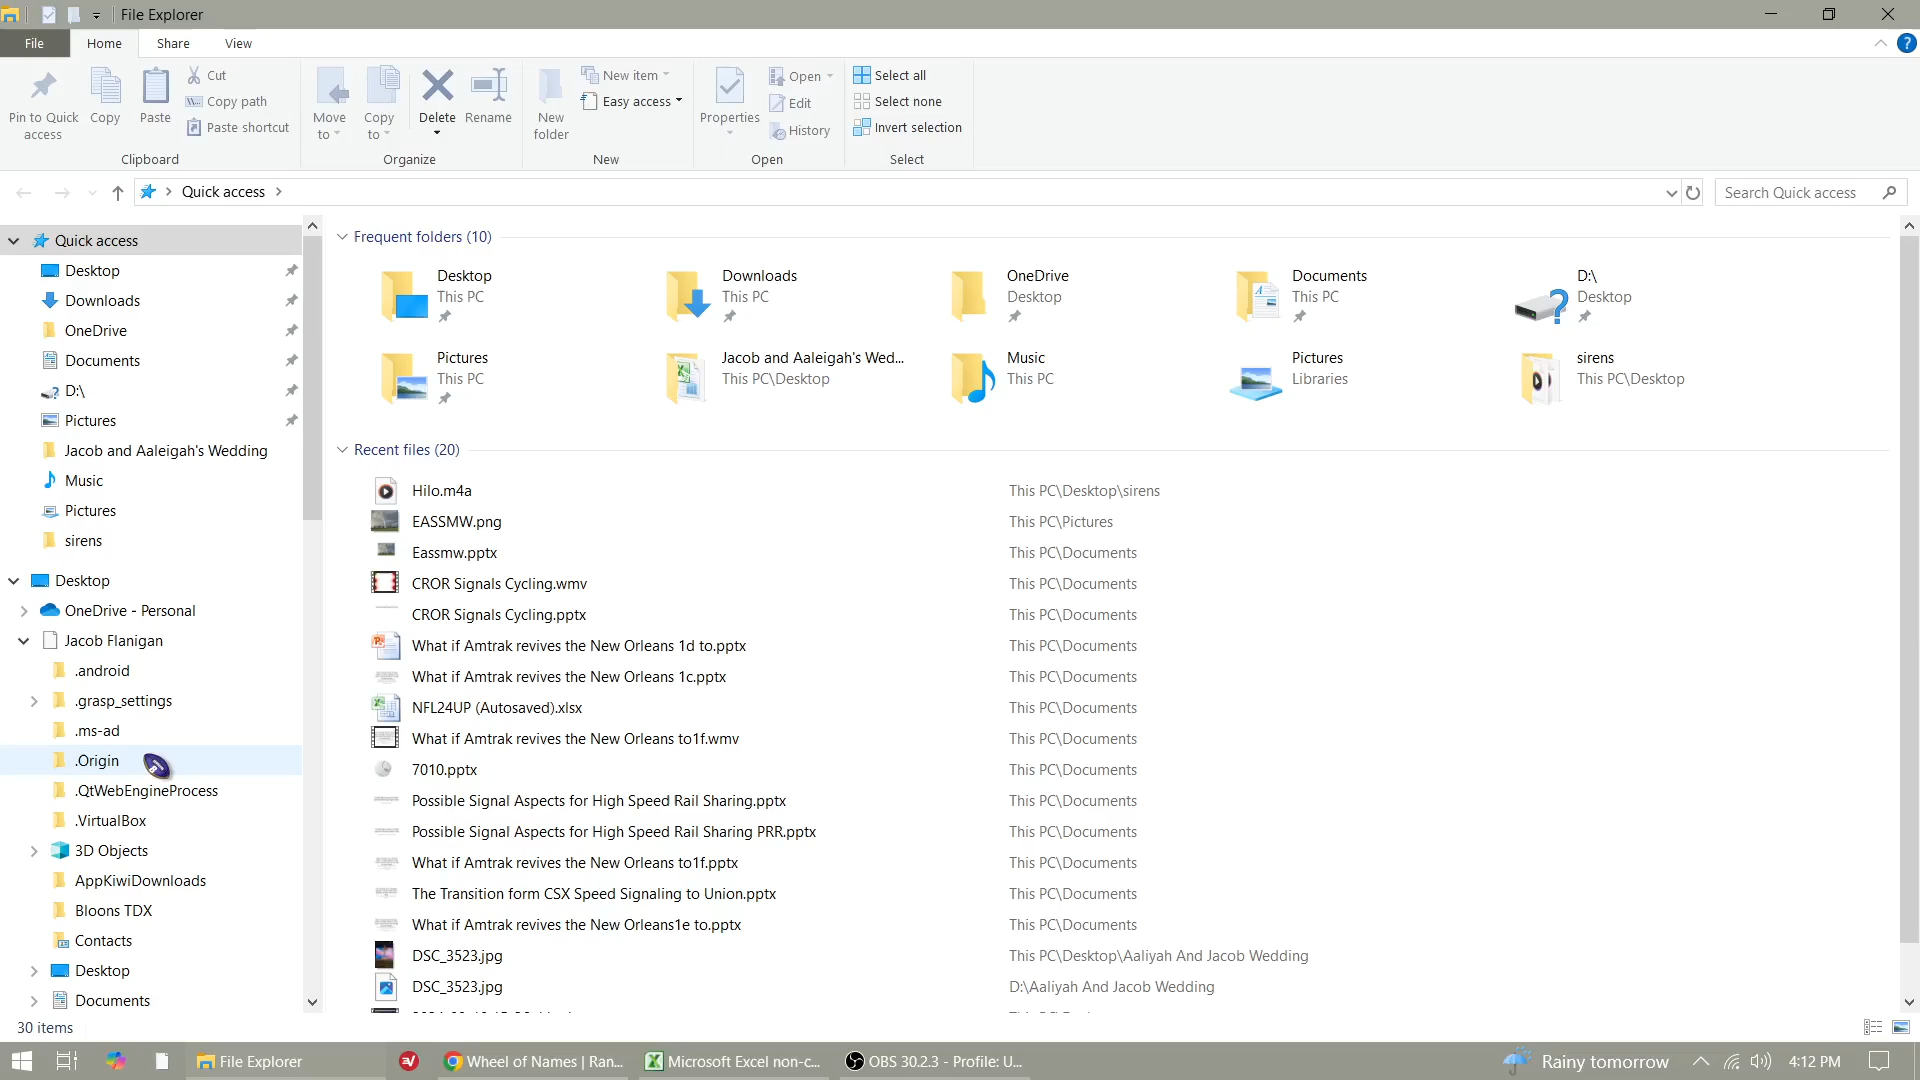 File Explorer
File
Home
Share
View
Pin to Quick access
Copy
Paste
Cut
Copy path
Paste shortcut
Clipboard
Move to
Copy to
Delete
Rename
Organize
New folder
New item
Easy access
New
Properties
Open
Edit
History
Open
Select all
Select none
Invert selection
Select
Quick access
Search Quick access
Quick access
Desktop
Downloads
OneDrive
Documents
D:\
Pictures
Jacob and Aaleigah's Wedding
Music
Pictures
sirens
Desktop
OneDrive - Personal
Jacob Flanigan
.android
.grasp_settings
.ms-ad
.Origin
.QtWebEngineProcess
.VirtualBox
3D Objects
AppKiwiDownloads
Bloons TDX
Contacts
Desktop
Documents
Frequent folders (10)
Desktop
This PC
Downloads
This PC
OneDrive
Desktop
Documents
This PC
D:\
Desktop
Pictures
This PC
Jacob and Aaleigah's Wed...
This PC\Desktop
Music
This PC
Pictures
Libraries
sirens
This PC\Desktop
Recent files (20)
Hilo.m4a This PC\Desktop\sirens
EASSMW.png This PC\Pictures
Eassmw.pptx This PC\Documents
CROR Signals Cycling.wmv This PC\Documents
CROR Signals Cycling.pptx This PC\Documents
What if Amtrak revives the New Orleans 1d to.pptx This PC\Documents
What if Amtrak revives the New Orleans 1c.pptx This PC\Documents
NFL24UP (Autosaved).xlsx This PC\Documents
What if Amtrak revives the New Orleans to1f.wmv This PC\Documents
7010.pptx This PC\Documents
Possible Signal Aspects for High Speed Rail Sharing.pptx This PC\Documents
Possible Signal Aspects for High Speed Rail Sharing PRR.pptx This PC\Documents
What if Amtrak revives the New Orleans to1f.pptx This PC\Documents
The Transition form CSX Speed Signaling to Union.pptx This PC\Documents
What if Amtrak revives the New Orleans1e to.pptx This PC\Documents
DSC_3523.jpg This PC\Desktop\Aaliyah And Jacob Wedding
DSC_3523.jpg D:\Aaliyah And Jacob Wedding
30 items
File Explorer
Wheel of Names | Ran...
Microsoft Excel non-c...
OBS 30.2.3 - Profile: U...
Rainy tomorrow
4:12 PM